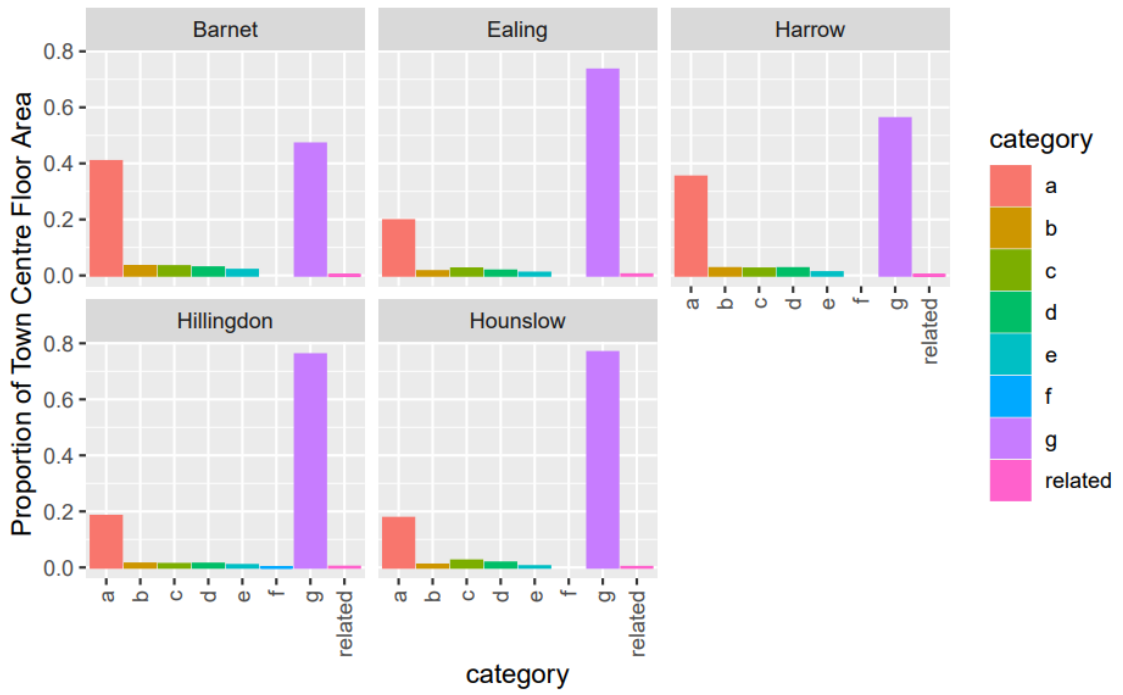 Barnet
Ealing
Harrow
0.8
0.6
0.4
0.2
0.0
a
b
c
d
e
f
g
related
Hillingdon
Hounslow
0.8
0.6
0.4
0.2
0.0
a
b
c
d
e
f
g
related
a
b
c
d
e
f
g
related
Proportion of Town Centre Floor Area
category
category
a
b
c
d
e
f
g
related